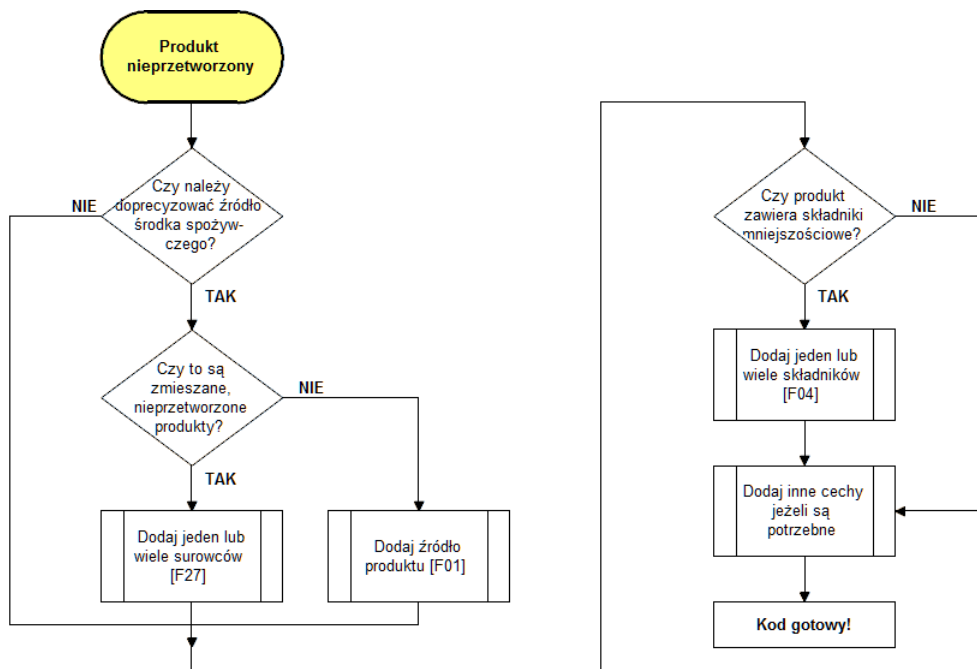 Produkt
nieprzetworzony
Czy należy
doprecyzować źródło
środka spożyw-
czego?
NIE
TAK
Czy to są
zmieszane,
nieprzetworzone
produkty?
NIE
TAK
Dodaj jeden lub
wiele surowców
[F27]
Dodaj źródło
produktu [F01]
Czy produkt
zawiera składniki
mniejszościowe?
NIE
TAK
Dodaj jeden lub
wiele składników
[F04]
Dodaj inne cechy
jeżeli są
potrzebne
Kod gotowy!